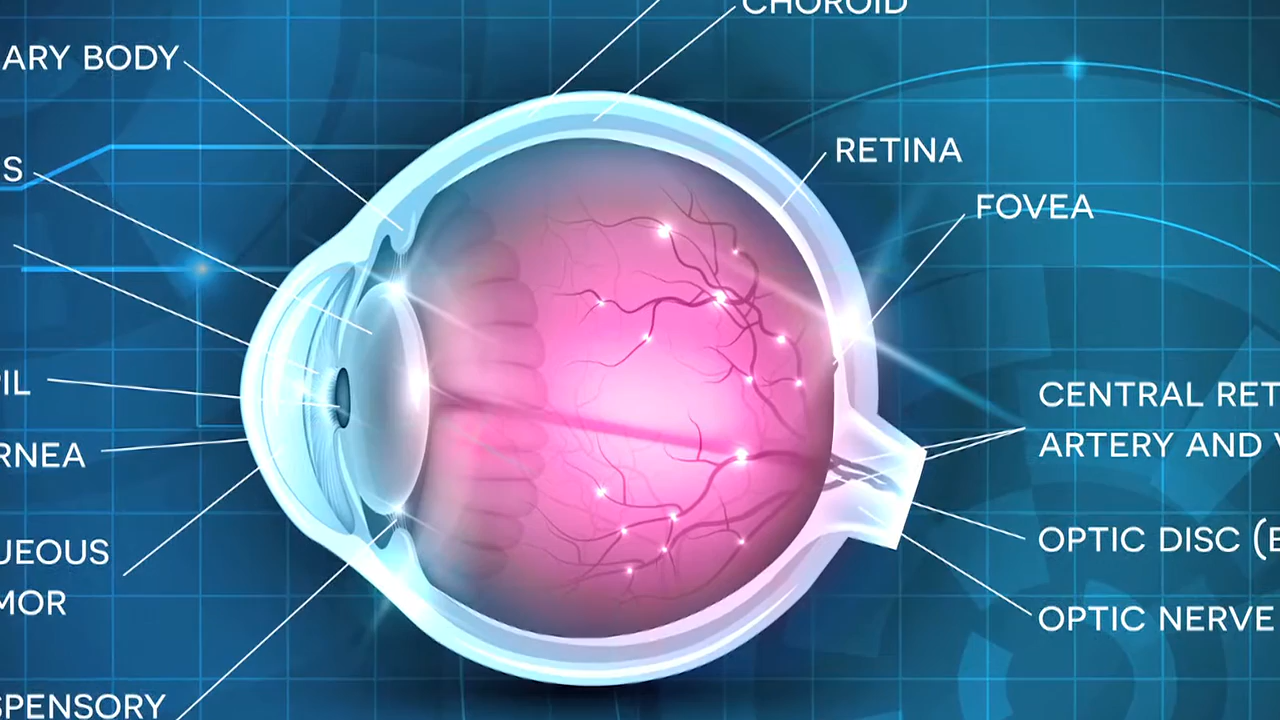 CHOROID
ARY BODY
RETINA
S
FOVEA
IL
CENTRAL RET
ARTERY AND
RNEA
OPTIC DISC (
UEOUS
MOR
OPTIC NERVE
SPENSORY